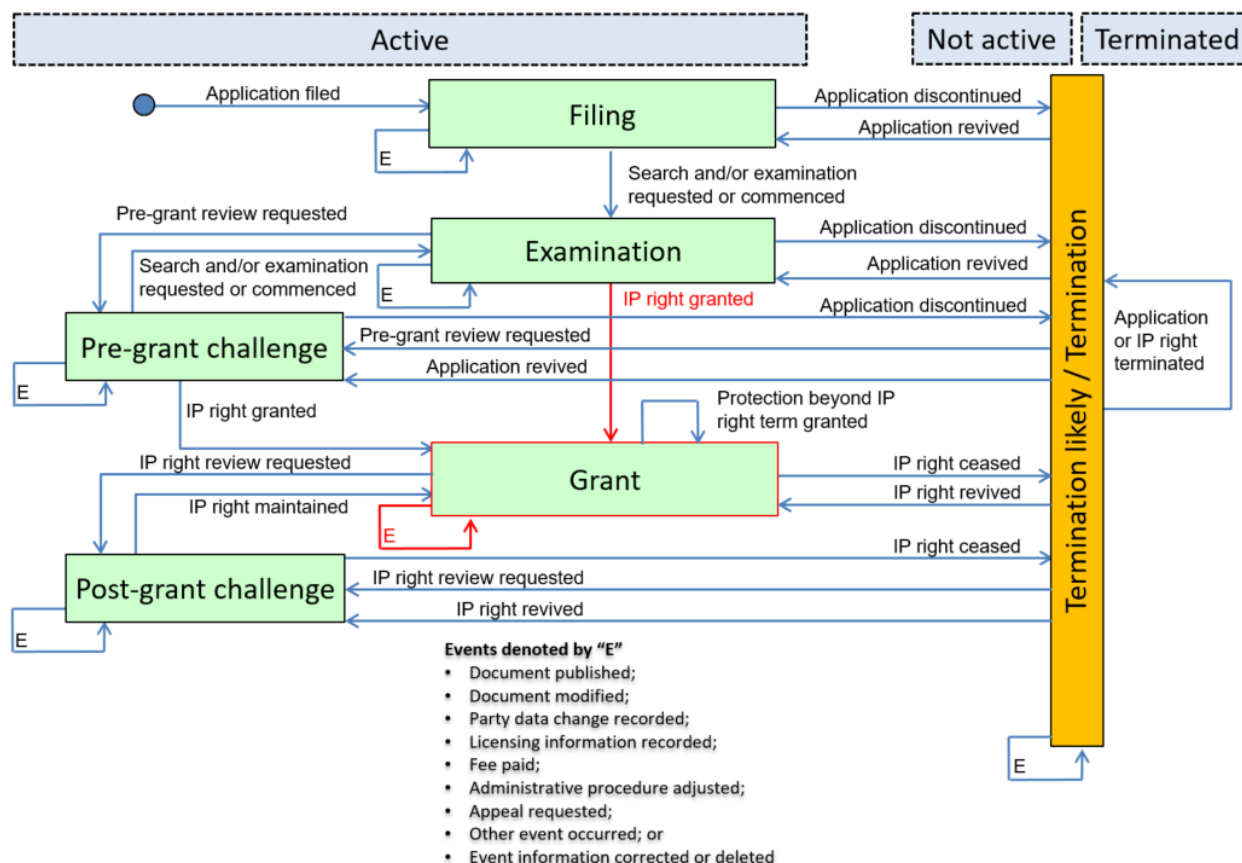 Active
Not active
Terminated
Application filed
Filing
Application discontinued
Application revived
E
Search and/or examination
requested or commenced
Pre-grant review requested
Examination
Application discontinued
Application revived
Search and/or examination
requested or commenced
E
IP right granted
Application discontinued
Pre-grant challenge
Pre-grant review requested
Application revived
E
IP right granted
Application
or IP right
terminated
Termination likely / Termination
Protection beyond IP
right term granted
IP right review requested
Grant
IP right ceased
IP right revived
IP right maintained
E
IP right ceased
Post-grant challenge
IP right review requested
IP right revived
E
Events denoted by “E”
• Document published;
• Document modified;
• Party data change recorded;
• Licensing information recorded;
• Fee paid;
• Administrative procedure adjusted;
• Appeal requested;
• Other event occurred; or
• Event information corrected or deleted
E